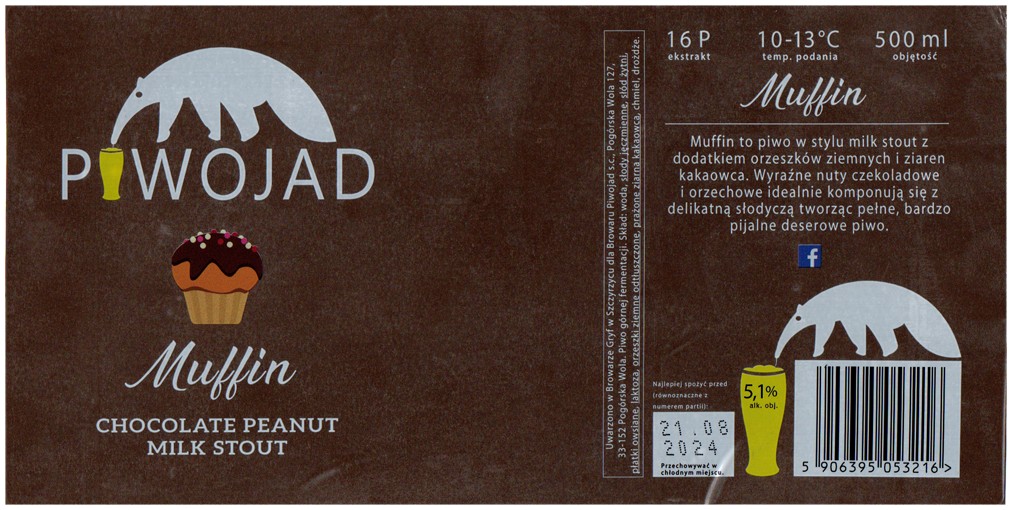 PIWOJAD
Muffin
CHOCOLATE PEANUT
MILK STOUT
Uwarzono w Browarze Gryf w Szczyrzycu dla Browaru Piwojad s.c., Pogórska Wola 127,
33-152 Pogórska Wola. Piwo górnej fermentacji. Skład: woda, słody jęczmienne, słód żytni,
płatki owsiane, laktoza, orzeszki ziemne odtłuszczone, prażone ziarna kakaowca, chmiel, drożdże.
16 P 10-13°C 500 ml
ekstrakt temp. podania objętość
Muffin
Muffin to piwo w stylu milk stout z
dodatkiem orzeszków ziemnych i ziaren
kakaowca. Wyraźne nuty czekoladowe
i orzechowe idealnie komponują się z
delikatną słodyczą tworząc pełne, bardzo
pijalne deserowe piwo.
f
Najlepiej spożyć przed
(równoznaczne z
numerem partii):
21.08
2024
Przechowywać w
chłodnym miejscu.
5,1%
alk. obj.
5 906395 053216 >